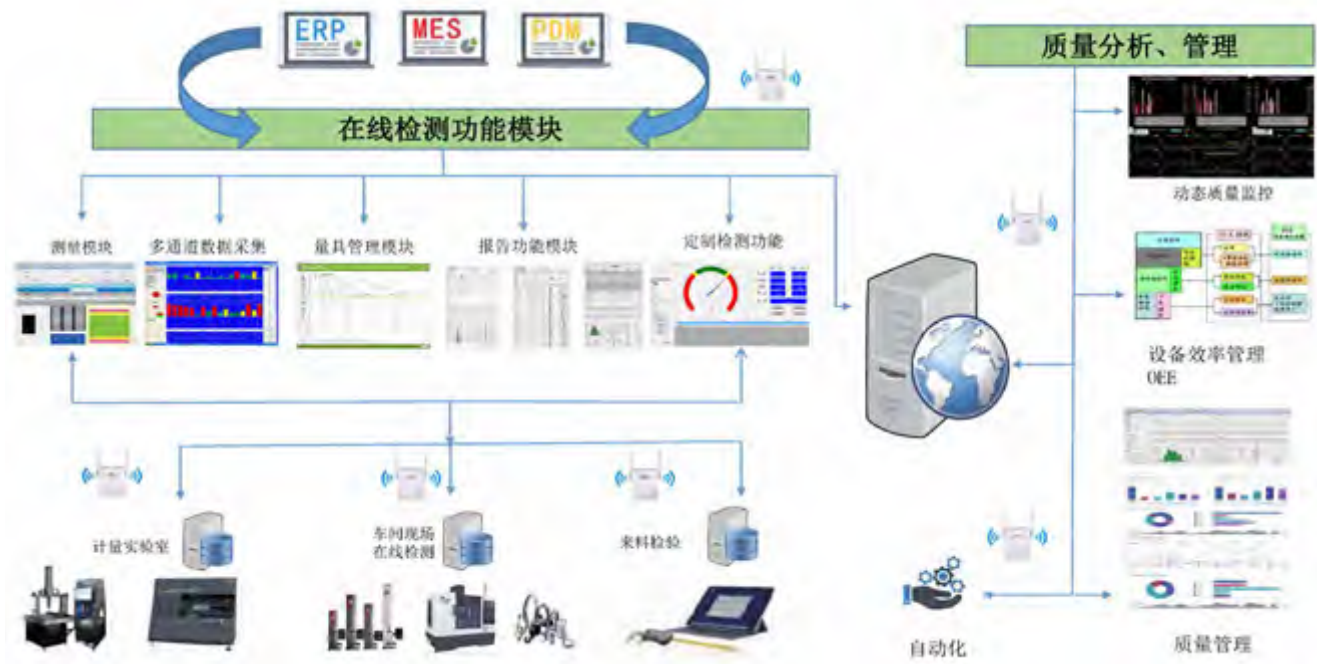 ERP
MES
PDM
在线检测功能模块
测量模块
多通道数据采集
量具管理模块
报告功能模块
定制检测功能
计量实验室
车间现场
在线检测
来料检验
质量分析、管理
动态质量监控
设备效率管理
OEE
自动化
质量管理